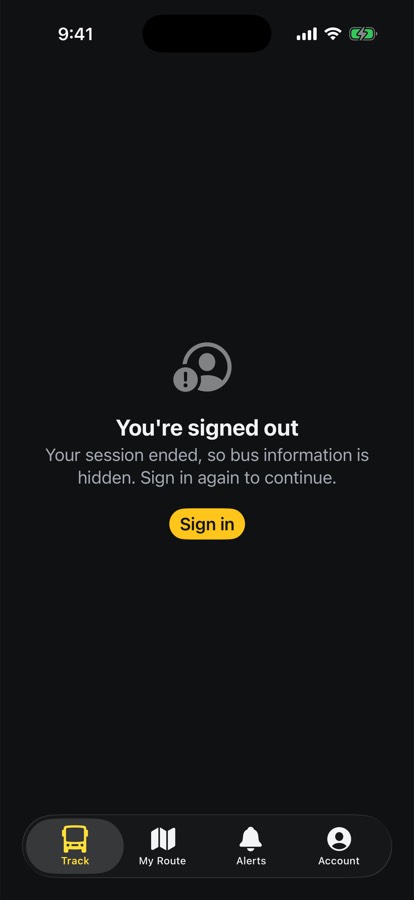 9:41
You're signed out
Your session ended, so bus information is
hidden. Sign in again to continue.
Sign in
Track
My Route
Alerts
Account